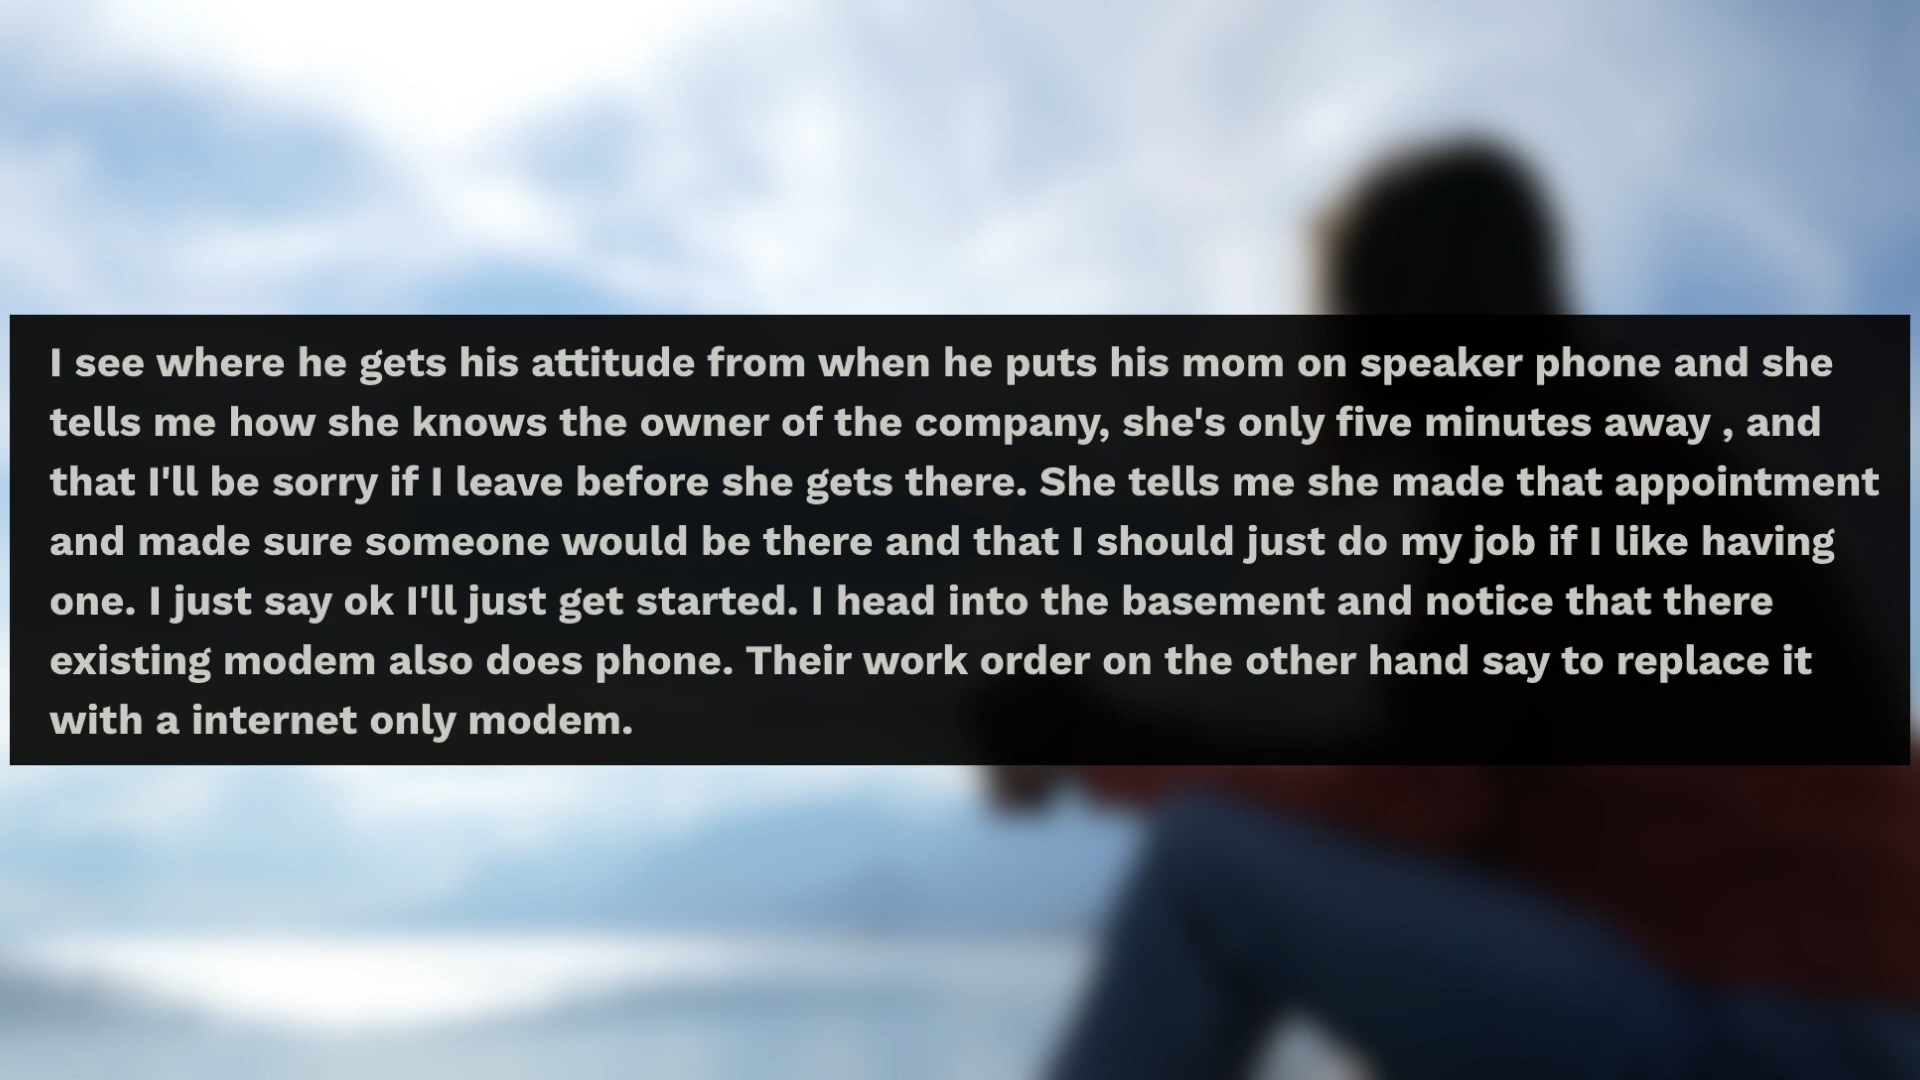 I see where he gets his attitude from when he puts his mom on speaker phone and she
tells me how she knows the owner of the company, she's only five minutes away , and
that I'll be sorry if I leave before she gets there. She tells me she made that appointment
and made sure someone would be there and that I should just do my job if I like having
one. I just say ok I'll just get started. I head into the basement and notice that there
existing modem also does phone. Their work order on the other hand say to replace it
with a internet only modem.